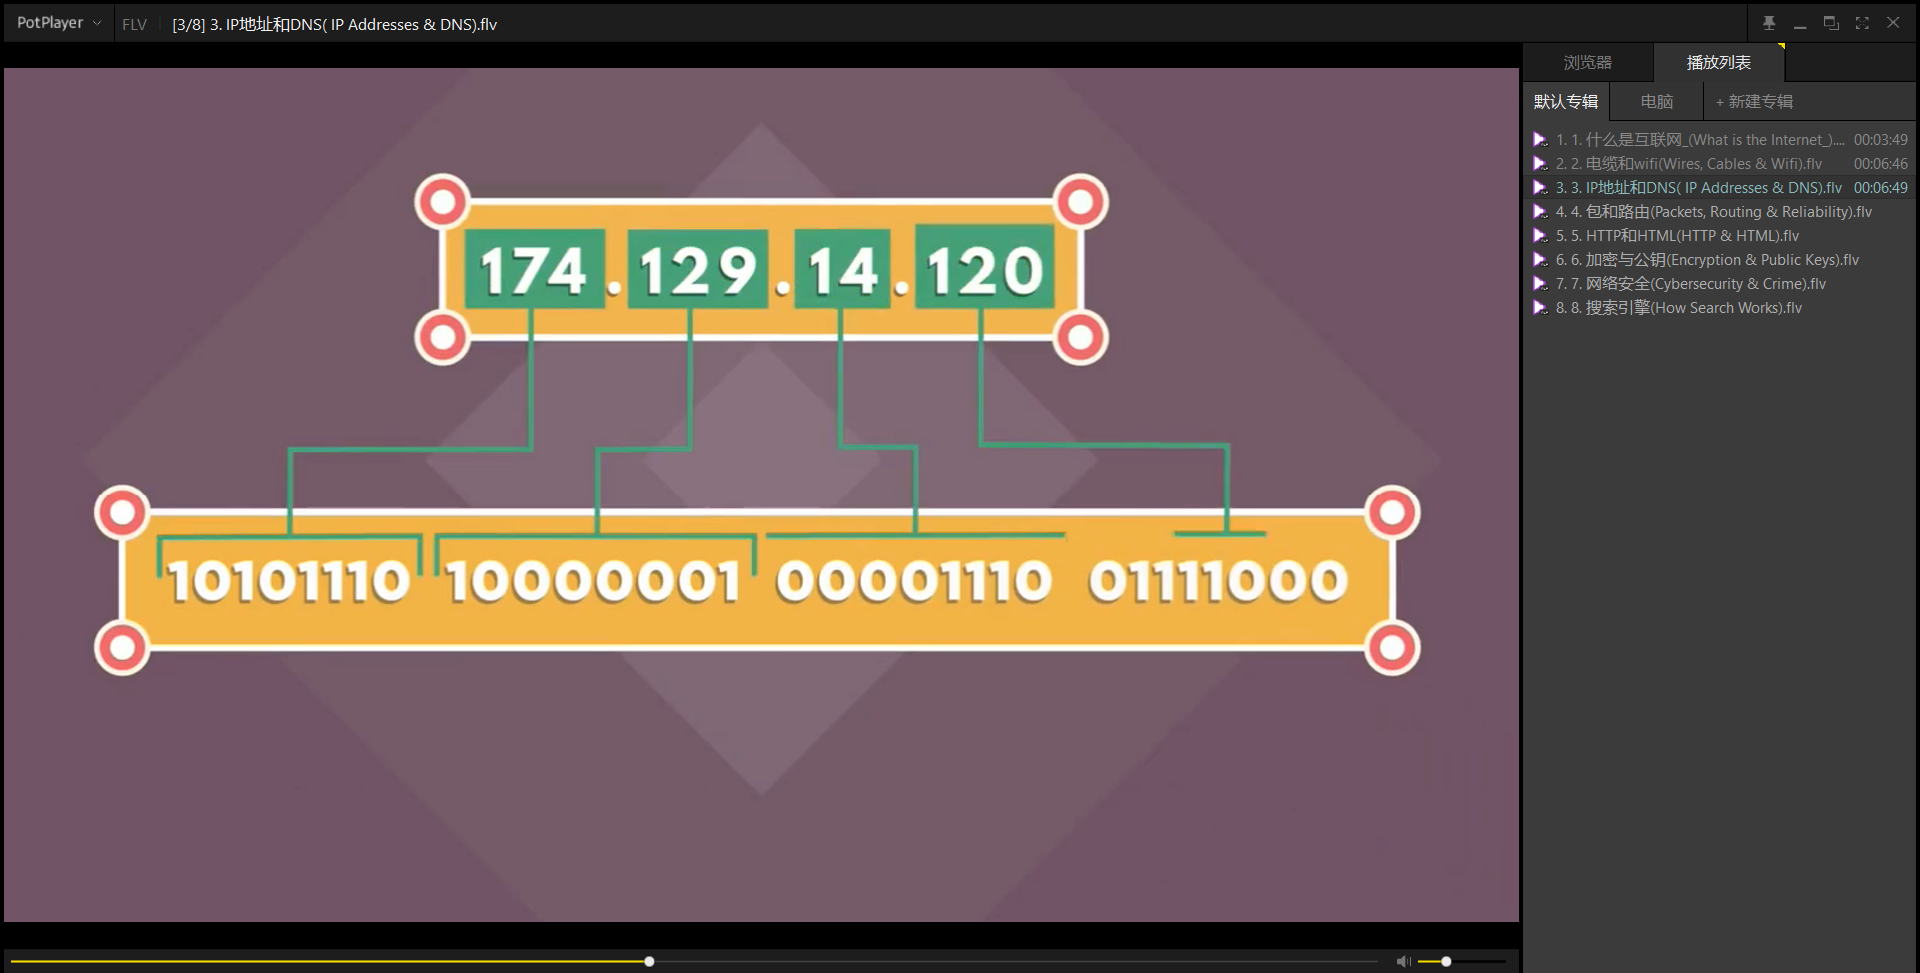 PotPlayer FLV [3/8] 3. IP地址和DNS( IP Addresses & DNS).flv
浏览器 播放列表
默认专辑 电脑 + 新建专辑
1. 1. 什么是互联网_(What is the Internet_).... 00:03:49
2. 2. 电缆和wifi(Wires, Cables & Wifi).flv 00:06:46
3. 3. IP地址和DNS( IP Addresses & DNS).flv 00:06:49
4. 4. 包和路由(Packets, Routing & Reliability).flv
5. 5. HTTP和HTML(HTTP & HTML).flv
6. 6. 加密与公钥(Encryption & Public Keys).flv
7. 7. 网络安全(Cybersecurity & Crime).flv
8. 8. 搜索引擎(How Search Works).flv
174.129.14.120
10101110 10000001 00001110 01111000